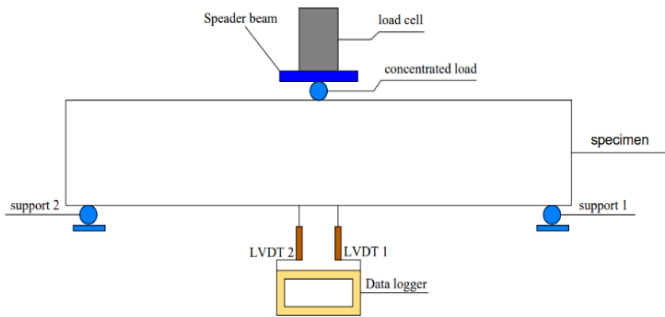 Speader beam
load cell
concentrated load
specimen
support 2
support 1
LVDT 2
LVDT 1
Data logger